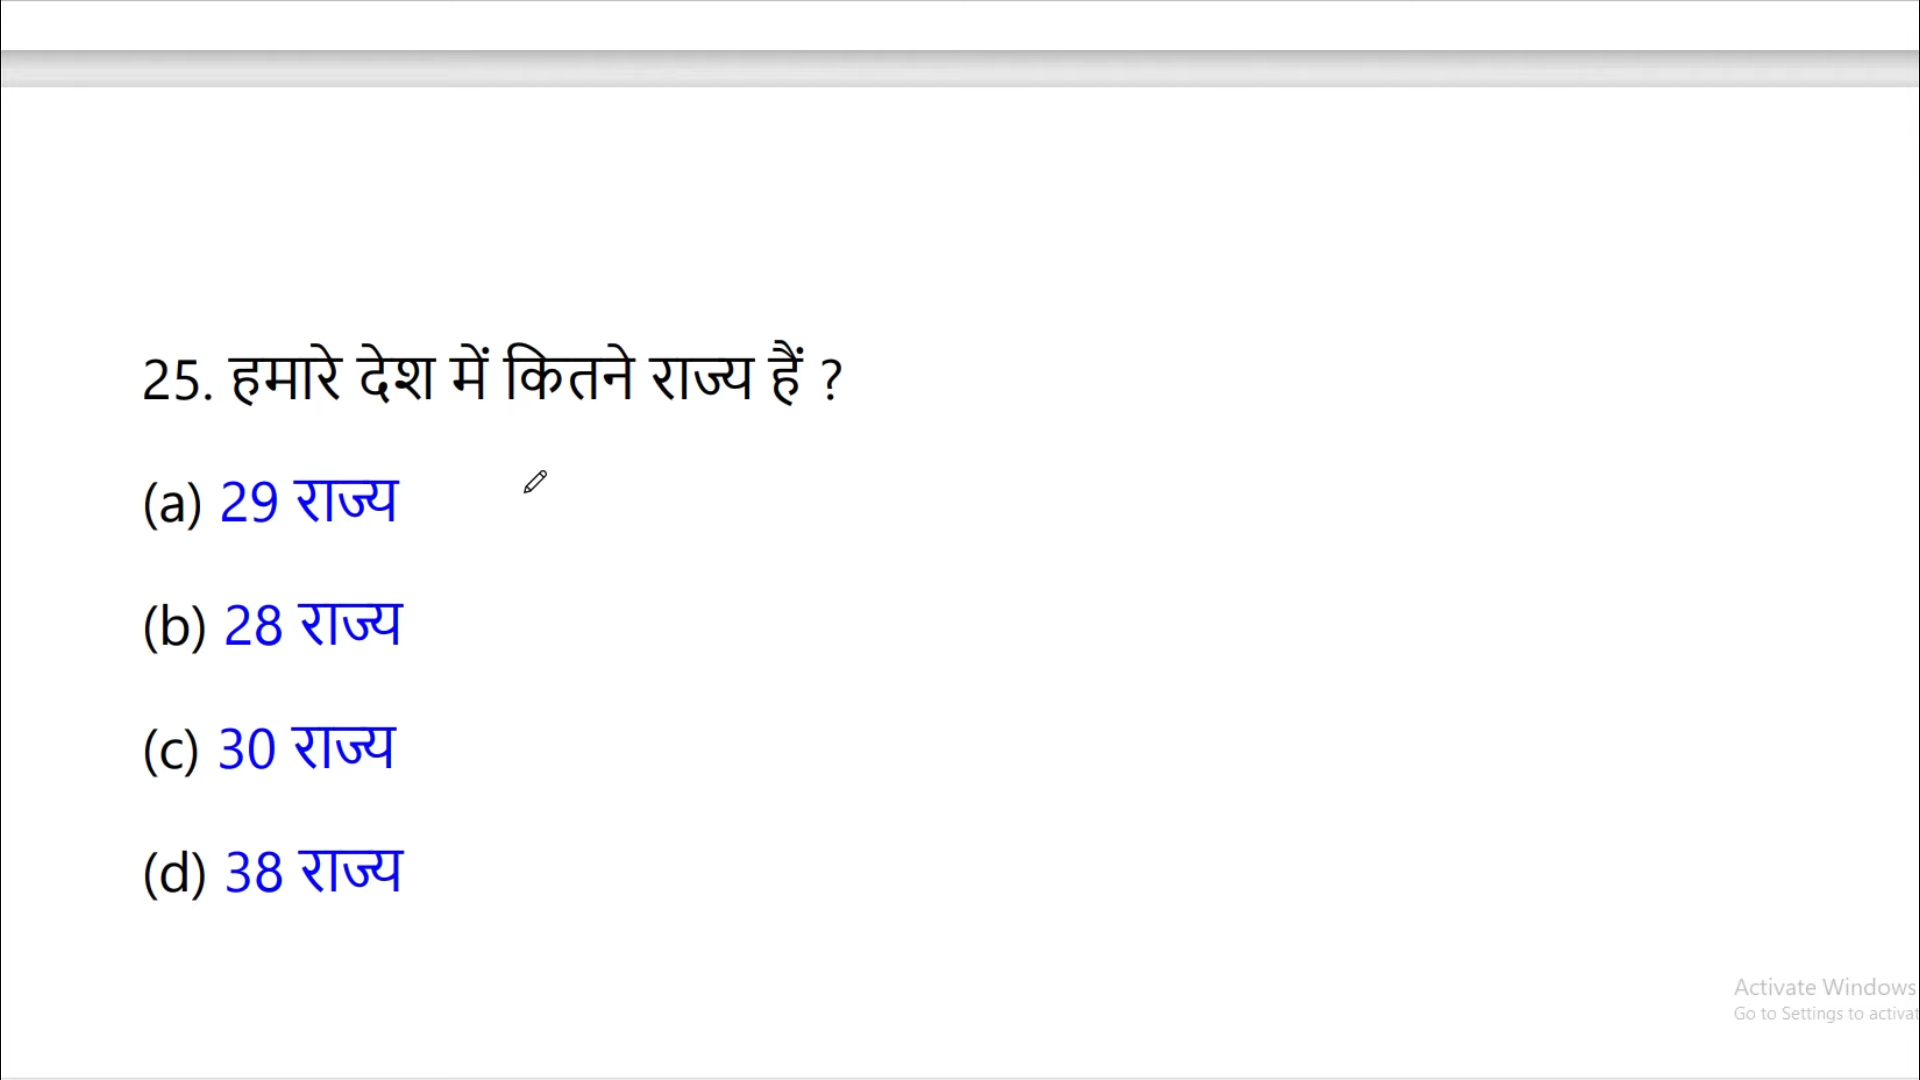 25. हमारे देश में कितने राज्य हैं ?
(a) 29 राज्य
(b) 28 राज्य
(c) 30 राज्य
(d) 38 राज्य
Activate Windows
Go to Settings to activat